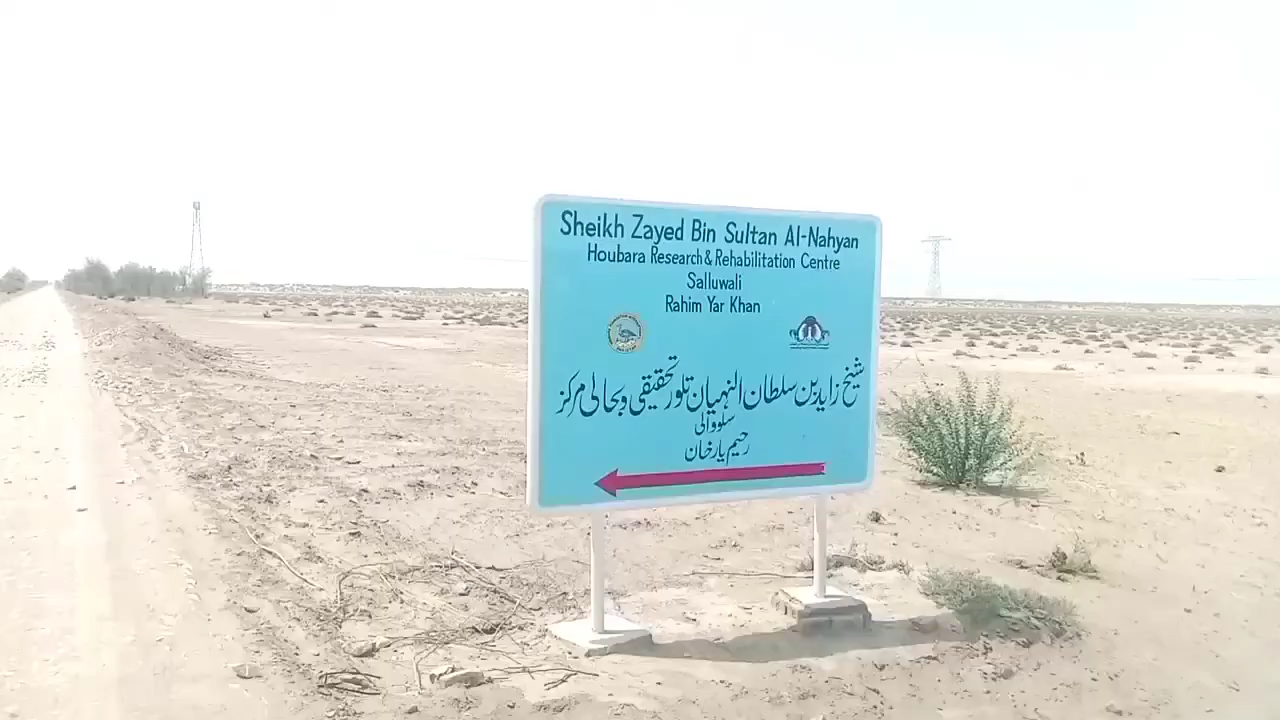 Sheikh Zayed Bin Sultan Al-Nahyan
Houbara Research & Rehabilitation Centre
Salluwali
Rahim Yar Khan
شیخ زاید بن سلطان النہیان تلور تحقیقی و بحالی مرکز
سلووالی
رحیم یار خان